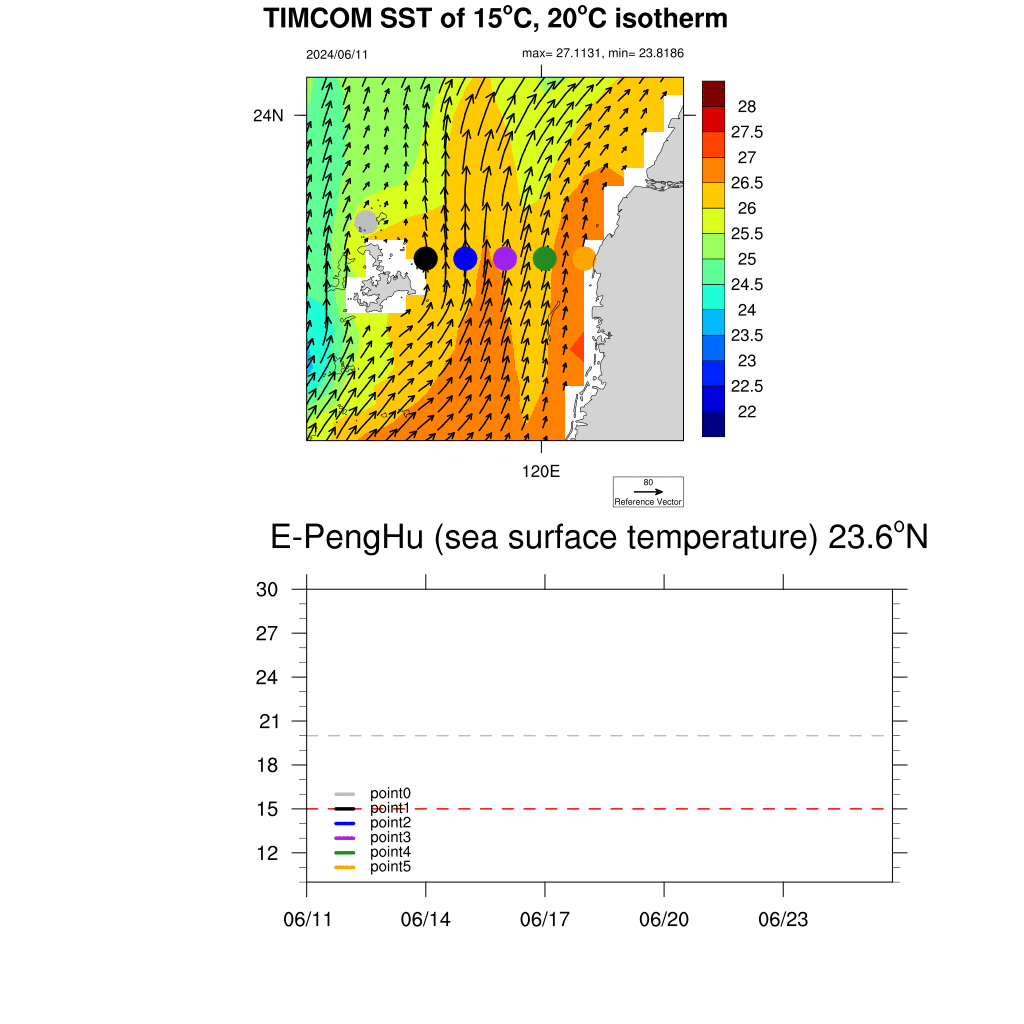 TIMCOM SST of 15°C, 20°C isotherm
2024/06/11
max= 27.1131, min= 23.8186
24N
120E
28
27.5
27
26.5
26
25.5
25
24.5
24
23.5
23
22.5
22
80
Reference Vector
E-PengHu (sea surface temperature) 23.6°N
30
27
24
21
18
15
12
point0
point1
point2
point3
point4
point5
06/11
06/14
06/17
06/20
06/23